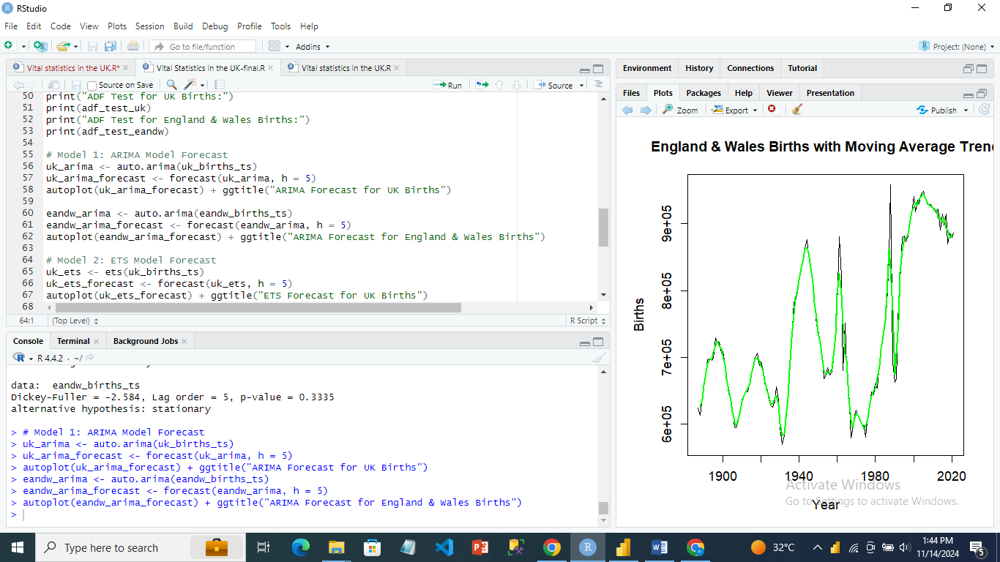 RStudio
File Edit Code View Plots Session Build Debug Profile Tools Help
Go to file/function Addins Project: (None)
Vital statistics in the UK.R* Vital Statistics in the UK-final.R Vital statistics in the UK.R
Source on Save Run Source
50 print("ADF Test for UK Births:")
51 print(adf_test_uk)
52 print("ADF Test for England & Wales Births:")
53 print(adf_test_eandw)
54
55 # Model 1: ARIMA Model Forecast
56 uk_arima <- auto.arima(uk_births_ts)
57 uk_arima_forecast <- forecast(uk_arima, h = 5)
58 autoplot(uk_arima_forecast) + ggtitle("ARIMA Forecast for UK Births")
59
60 eandw_arima <- auto.arima(eandw_births_ts)
61 eandw_arima_forecast <- forecast(eandw_arima, h = 5)
62 autoplot(eandw_arima_forecast) + ggtitle("ARIMA Forecast for England & Wales Births")
63
64 # Model 2: ETS Model Forecast
65 uk_ets <- ets(uk_births_ts)
66 uk_ets_forecast <- forecast(uk_ets, h = 5)
67 autoplot(uk_ets_forecast) + ggtitle("ETS Forecast for UK Births")
68
64:1 (Top Level) R Script
Console Terminal Background Jobs
R 4.4.2 · ~/
data: eandw_births_ts
Dickey-Fuller = -2.584, Lag order = 5, p-value = 0.3335
alternative hypothesis: stationary
> # Model 1: ARIMA Model Forecast
> uk_arima <- auto.arima(uk_births_ts)
> uk_arima_forecast <- forecast(uk_arima, h = 5)
> autoplot(uk_arima_forecast) + ggtitle("ARIMA Forecast for UK Births")
> eandw_arima <- auto.arima(eandw_births_ts)
> eandw_arima_forecast <- forecast(eandw_arima, h = 5)
> autoplot(eandw_arima_forecast) + ggtitle("ARIMA Forecast for England & Wales Births")
>
Environment History Connections Tutorial
Files Plots Packages Help Viewer Presentation
Zoom Export Publish
England & Wales Births with Moving Average Tren
Births
9e+05
8e+05
7e+05
6e+05
1900 1940 1980 2020
Year
Activate Windows
Go to Settings to activate Windows.
Type here to search
32°C
1:44 PM
11/14/2024
5